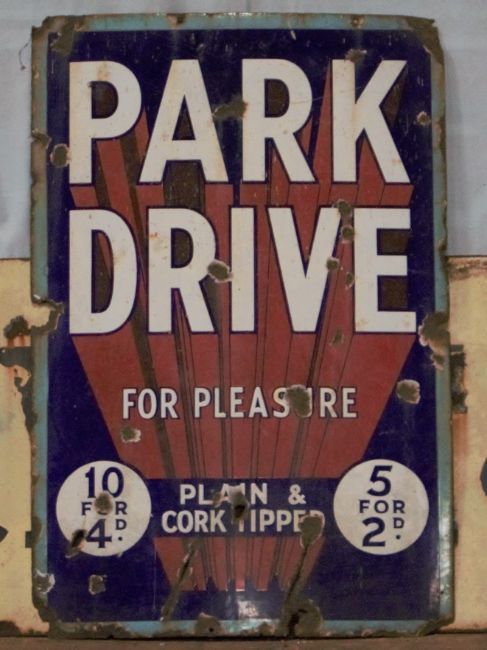 PARK
DRIVE
FOR PLEASURE
10
FOR
4D.
PLAIN &
CORK TIPPED
5
FOR
2D.